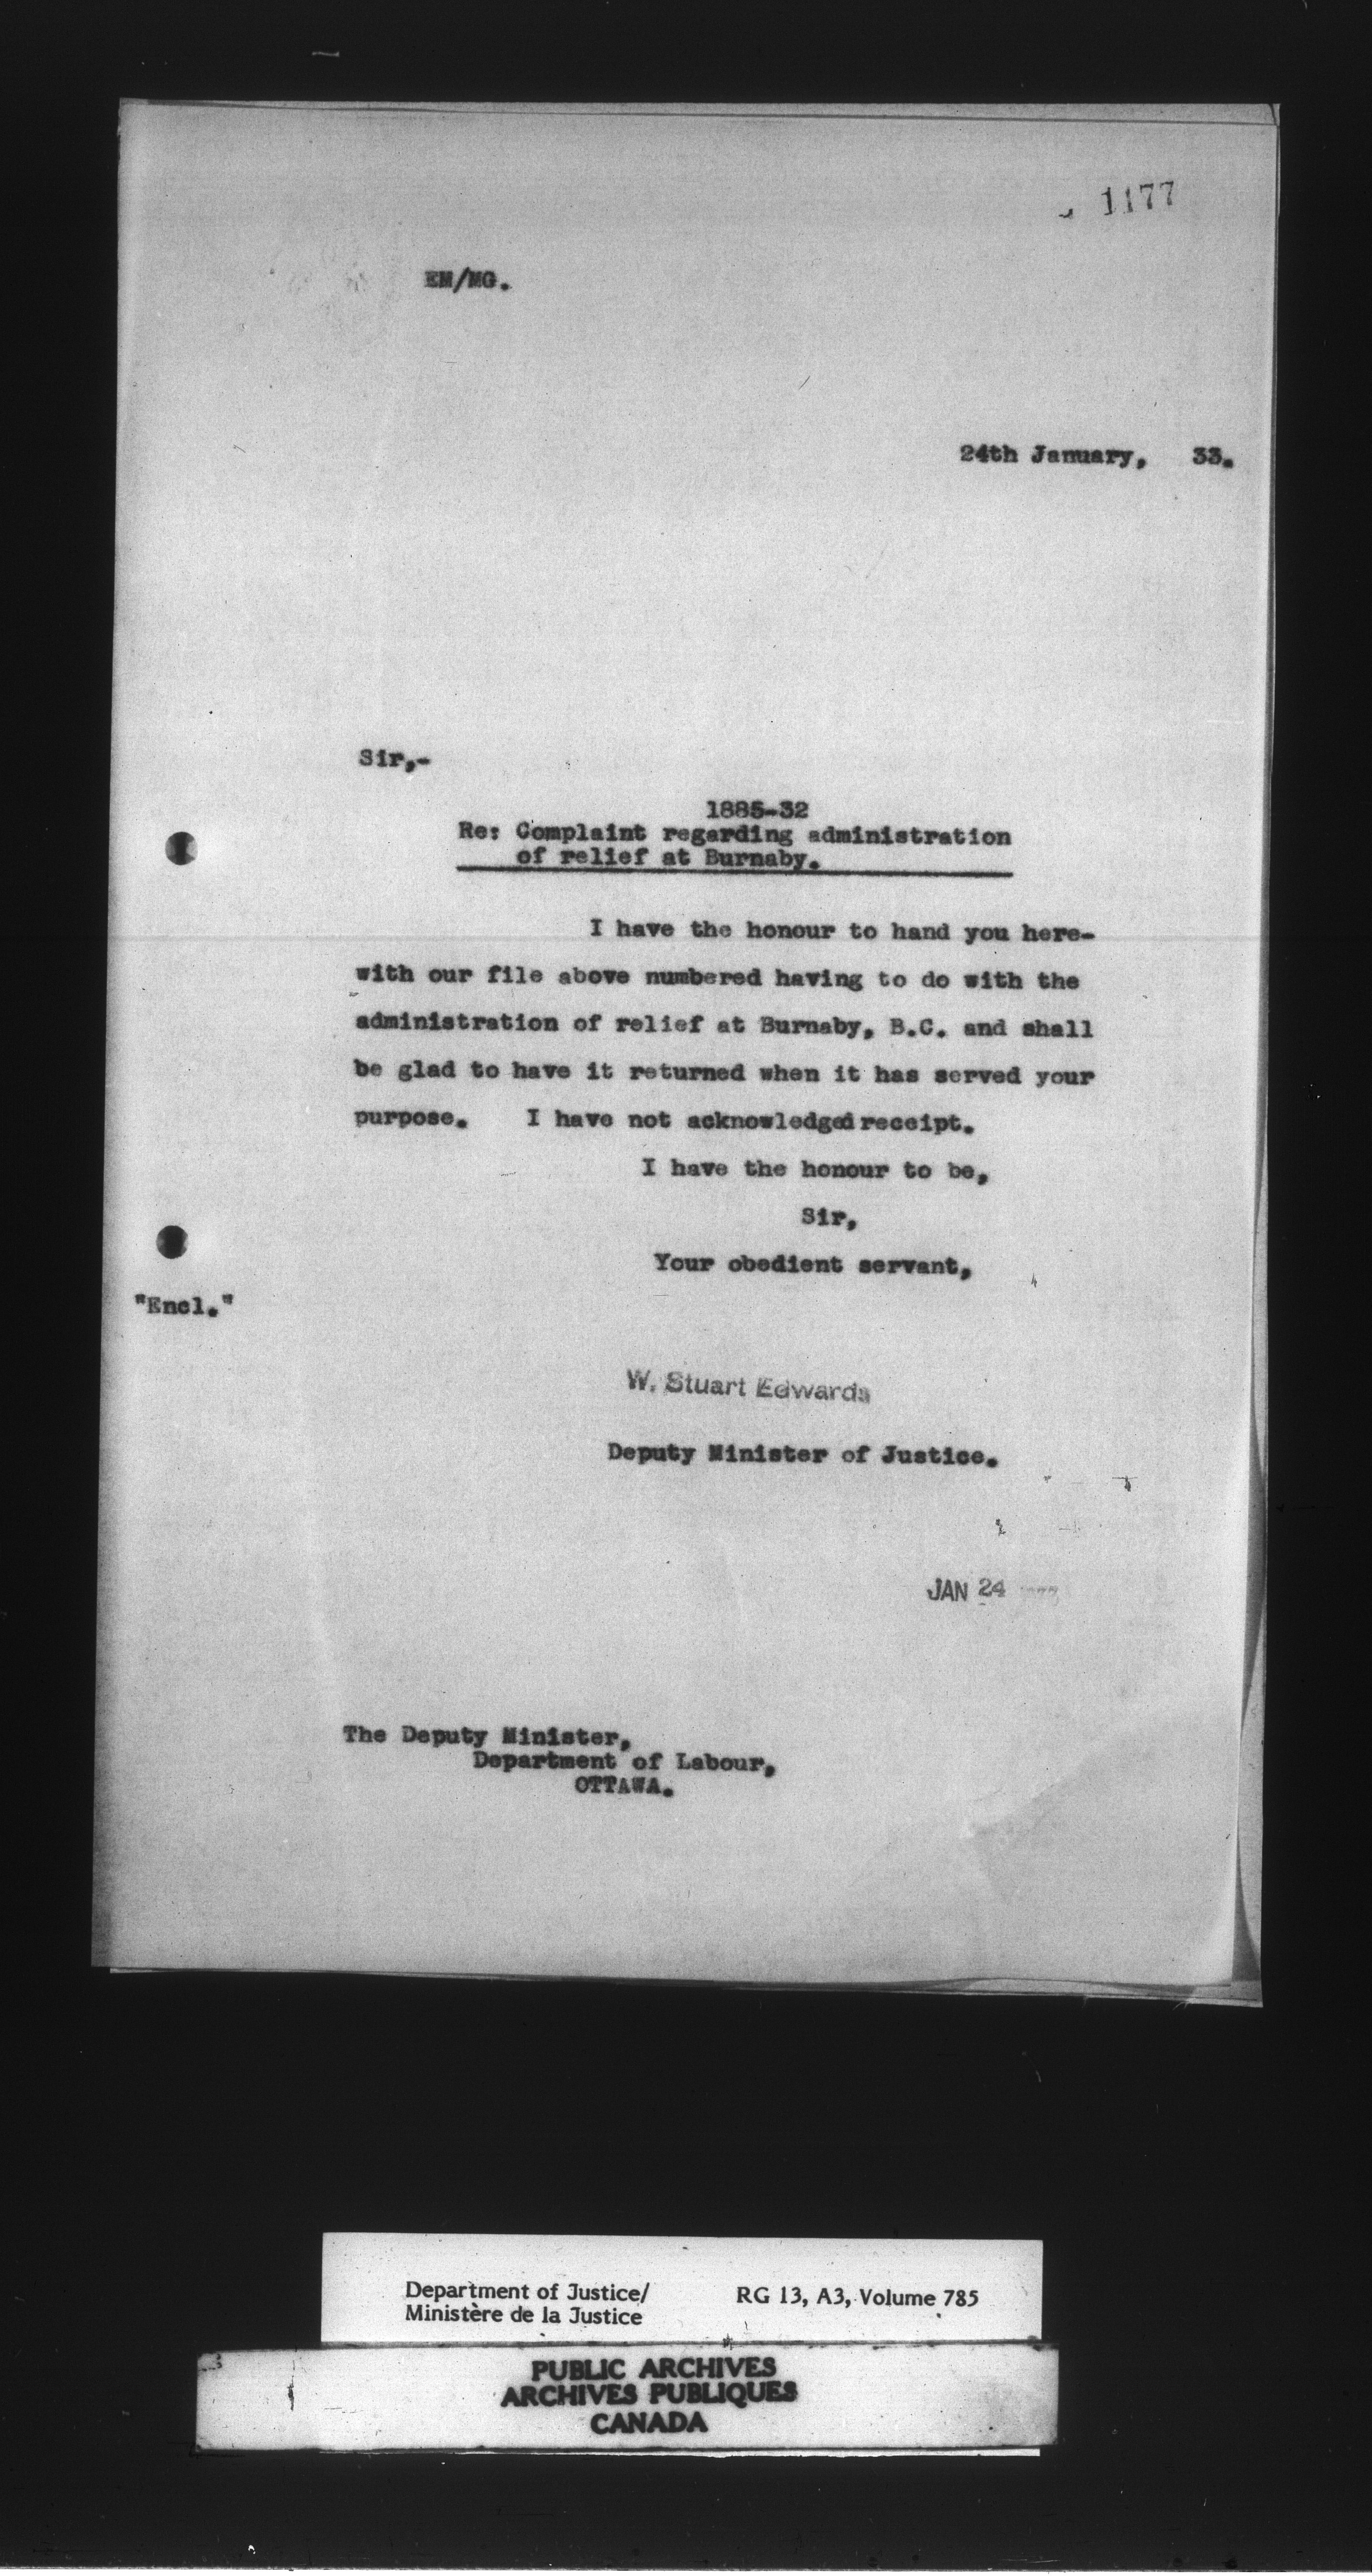 1177
EM/MG.
24th January, 33.
Sir,-
1885-32
Re: Complaint regarding administration
of relief at Burnaby.
I have the honour to hand you here-
with our file above numbered having to do with the
administration of relief at Burnaby, B.C. and shall
be glad to have it returned when it has served your
purpose. I have not acknowledged receipt.
I have the honour to be,
Sir,
Your obedient servant,
"Encl."
W. Stuart Edwards
Deputy Minister of Justice.
JAN 24
The Deputy Minister,
Department of Labour,
OTTAWA.
Department of Justice/ RG 13, A3, Volume 785
Ministère de la Justice
PUBLIC ARCHIVES
ARCHIVES PUBLIQUES
CANADA